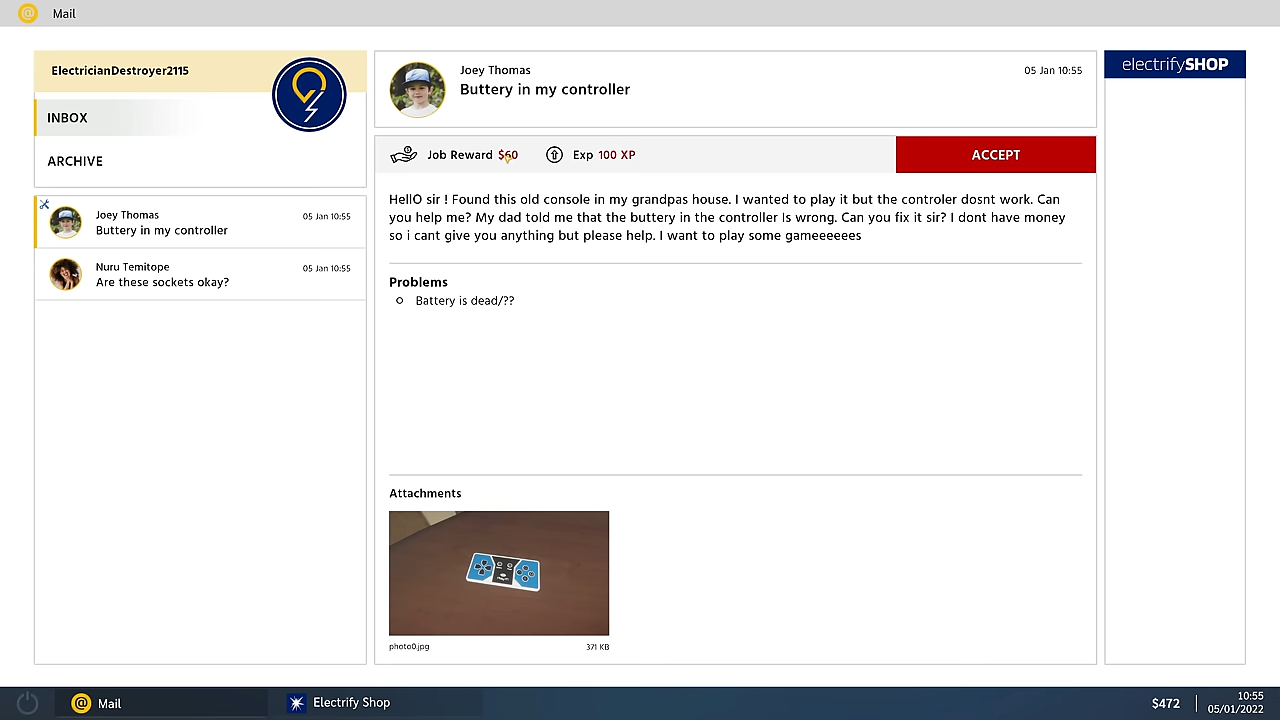 Mail
ElectricianDestroyer2115
INBOX
ARCHIVE
Joey Thomas
05 Jan 10:55
Buttery in my controller
Nuru Temitope
05 Jan 10:55
Are these sockets okay?
Joey Thomas
05 Jan 10:55
Buttery in my controller
Job Reward $60
Exp 100 XP
ACCEPT
HellO sir ! Found this old console in my grandpas house. I wanted to play it but the controler dosnt work. Can
you help me? My dad told me that the buttery in the controller is wrong. Can you fix it sir? I dont have money
so i cant give you anything but please help. I want to play some gameeeeees
Problems
Battery is dead/??
Attachments
photo0.jpg
371 KB
electrifySHOP
Mail
Electrify Shop
$472
10:55
05/01/2022